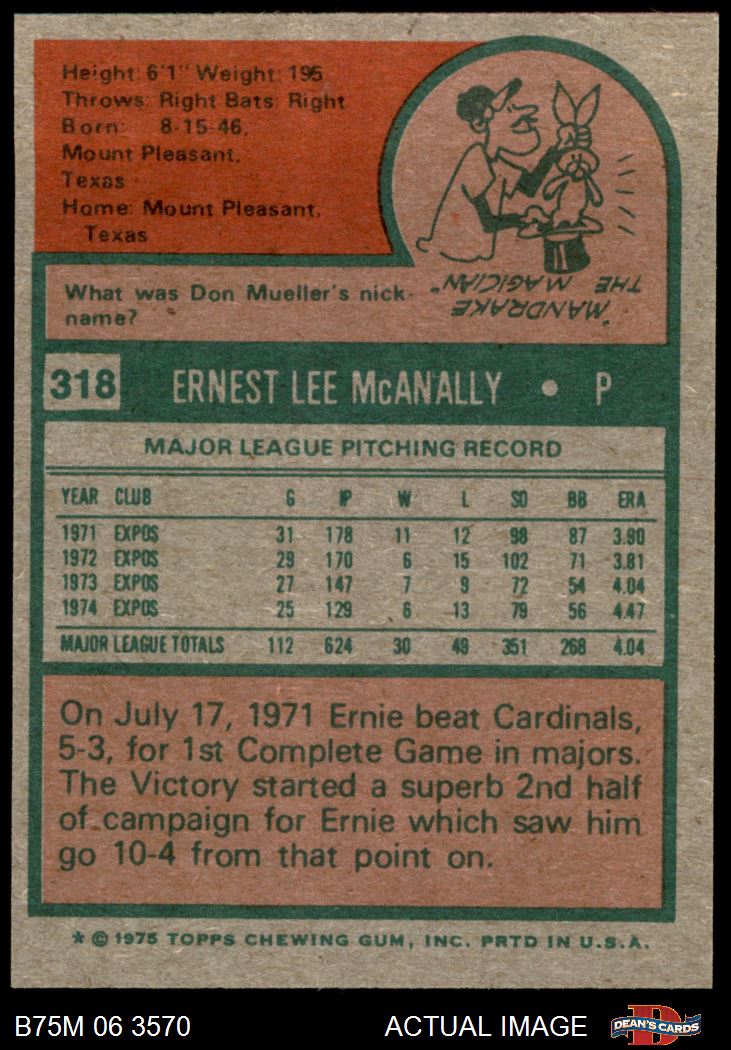 Height: 6'1" Weight: 195
Throws: Right Bats: Right
Born: 8-15-46,
Mount Pleasant,
Texas
Home: Mount Pleasant,
Texas
What was Don Mueller's nick-
name?
"MANDRAKE
THE MAGICIAN"
318 ERNEST LEE McANALLY • P
MAJOR LEAGUE PITCHING RECORD
YEAR CLUB G IP W L SO BB ERA
1971 EXPOS 31 178 11 12 98 87 3.90
1972 EXPOS 29 170 6 15 102 71 3.81
1973 EXPOS 27 147 7 9 72 54 4.04
1974 EXPOS 25 129 6 13 79 56 4.47
MAJOR LEAGUE TOTALS 112 624 30 49 351 268 4.04
On July 17, 1971 Ernie beat Cardinals,
5-3, for 1st Complete Game in majors.
The Victory started a superb 2nd half
of campaign for Ernie which saw him
go 10-4 from that point on.
* © 1975 TOPPS CHEWING GUM, INC. PRTD IN U.S.A.
B75M 06 3570 ACTUAL IMAGE D DEAN'S CARDS